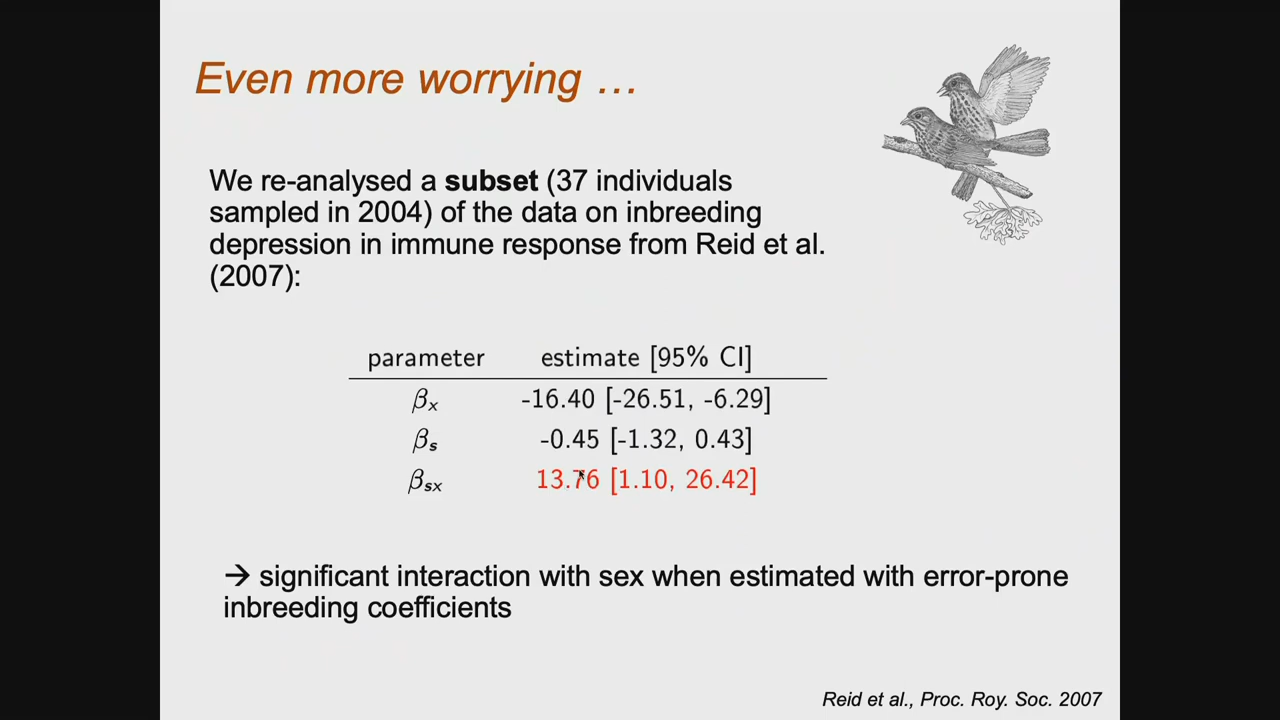 Even more worrying …
We re-analysed a subset (37 individuals
sampled in 2004) of the data on inbreeding
depression in immune response from Reid et al.
(2007):
parameter estimate [95% CI]
βx -16.40 [-26.51, -6.29]
βs -0.45 [-1.32, 0.43]
βsx 13.76 [1.10, 26.42]
→ significant interaction with sex when estimated with error-prone
inbreeding coefficients
Reid et al., Proc. Roy. Soc. 2007